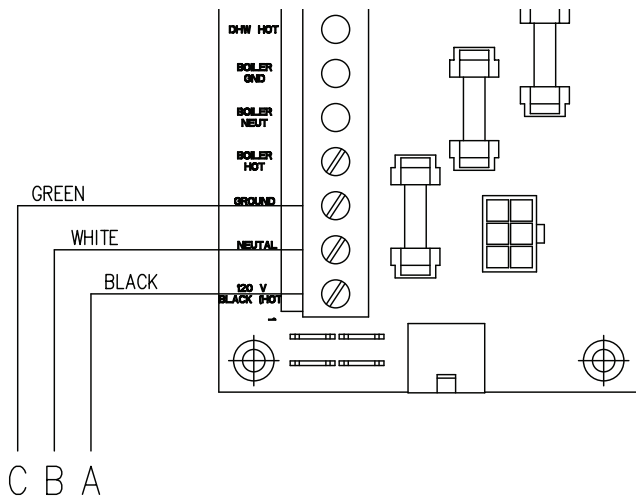 DHW HOT
BOILER
GND
BOILER
NEUT
BOILER
HOT
GREEN
GROUND
WHITE
NEUTAL
BLACK
120 V
BLACK (HOT
C B A